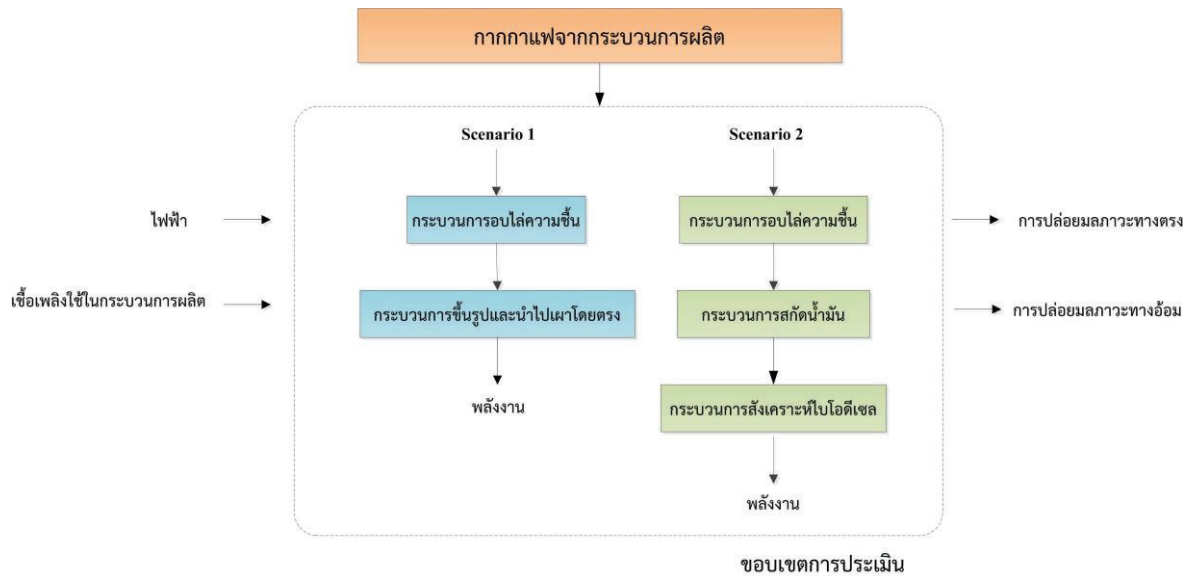 กากกาแฟจากกระบวนการผลิต
Scenario 1
Scenario 2
ไฟฟ้า
กระบวนการอบไล่ความชื้น
กระบวนการอบไล่ความชื้น
การปล่อยมลภาวะทางตรง
เชื้อเพลิงใช้ในกระบวนการผลิต
กระบวนการขึ้นรูปและนำไปเผาโดยตรง
กระบวนการสกัดน้ำมัน
การปล่อยมลภาวะทางอ้อม
พลังงาน
กระบวนการสังเคราะห์ไบโอดีเซล
พลังงาน
ขอบเขตการประเมิน